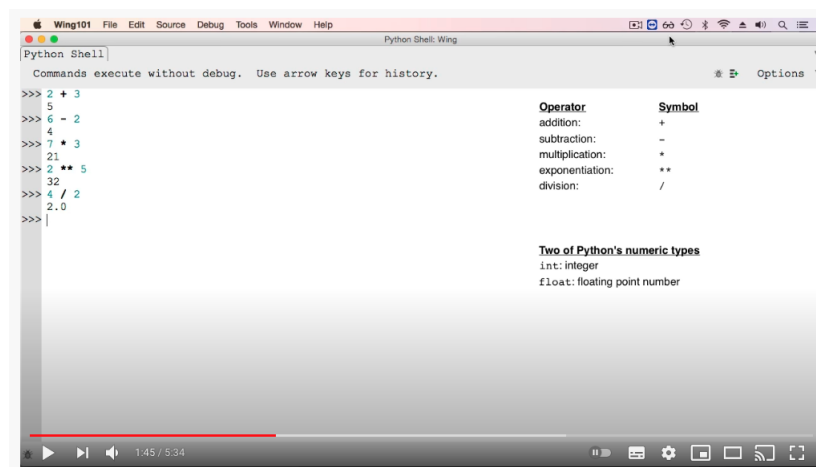 Wing101 File Edit Source Debug Tools Window Help
Python Shell: Wing
Python Shell
Commands execute without debug. Use arrow keys for history.
Options
>>> 2 + 3
5
>>> 6 - 2
4
>>> 7 * 3
21
>>> 2 ** 5
32
>>> 4 / 2
2.0
>>>
Operator Symbol
addition: +
subtraction: –
multiplication: *
exponentiation: **
division: /
Two of Python's numeric types
int: integer
float: floating point number
1:45 / 5:34